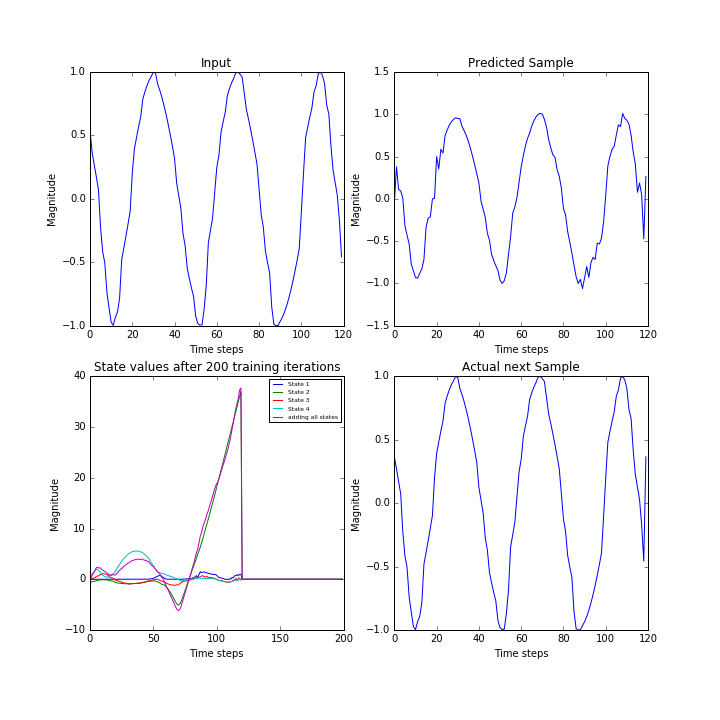 Input
1.0
0.5
0.0
−0.5
−1.0
Magnitude
0 20 40 60 80 100 120
Time steps
Predicted Sample
1.5
1.0
0.5
0.0
−0.5
−1.0
−1.5
Magnitude
0 20 40 60 80 100 120
Time steps
State values after 200 training iterations
40
30
20
10
0
−10
Magnitude
State 1
State 2
State 3
State 4
adding all states
0 50 100 150 200
Time steps
Actual next Sample
1.0
0.5
0.0
−0.5
−1.0
Magnitude
0 20 40 60 80 100 120
Time steps